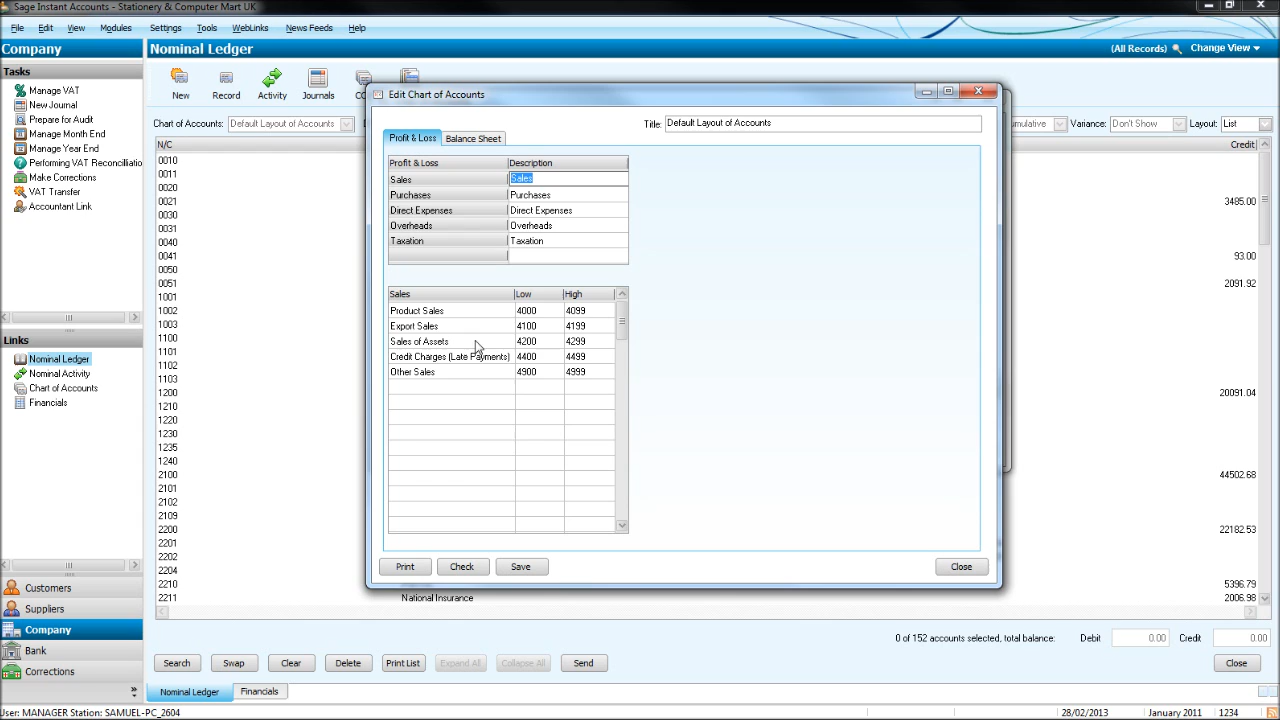 Sage Instant Accounts - Stationery & Computer Mart UK
File Edit View Modules Settings Tools WebLinks News Feeds Help
Company
Nominal Ledger
(All Records) Change View
Tasks
Manage VAT
New Journal
Prepare for Audit
Manage Month End
Manage Year End
Performing VAT Reconciliatio
Make Corrections
VAT Transfer
Accountant Link
New Record Activity Journals
Chart of Accounts: Default Layout of Accounts
Variance: Don't Show Layout: List
N/C
Credit
0010
0011
0020
0021 3485.00
0030
0031
0040
0041 93.00
0050
0051 2091.92
1001
1002
1003
1100
1101
1102
1103
1200 20091.04
1210
1220
1230
1235
1240
2100 44502.68
2101
2102
2109
2200 22182.53
2201
2202
2204
2210 5396.79
2211 National Insurance 2006.98
Edit Chart of Accounts
Title: Default Layout of Accounts
Profit & Loss Balance Sheet
Profit & Loss Description
Sales Sales
Purchases Purchases
Direct Expenses Direct Expenses
Overheads Overheads
Taxation Taxation
Sales Low High
Product Sales 4000 4099
Export Sales 4100 4199
Sales of Assets 4200 4299
Credit Charges (Late Payments) 4400 4499
Other Sales 4900 4999
Print Check Save Close
Links
Nominal Ledger
Nominal Activity
Chart of Accounts
Financials
Customers
Suppliers
Company
Bank
Corrections
0 of 152 accounts selected, total balance: Debit 0.00 Credit 0.00
Search Swap Clear Delete Print List Expand All Collapse All Send Close
Nominal Ledger Financials
User: MANAGER Station: SAMUEL-PC_2604
28/02/2013 January 2011 1234